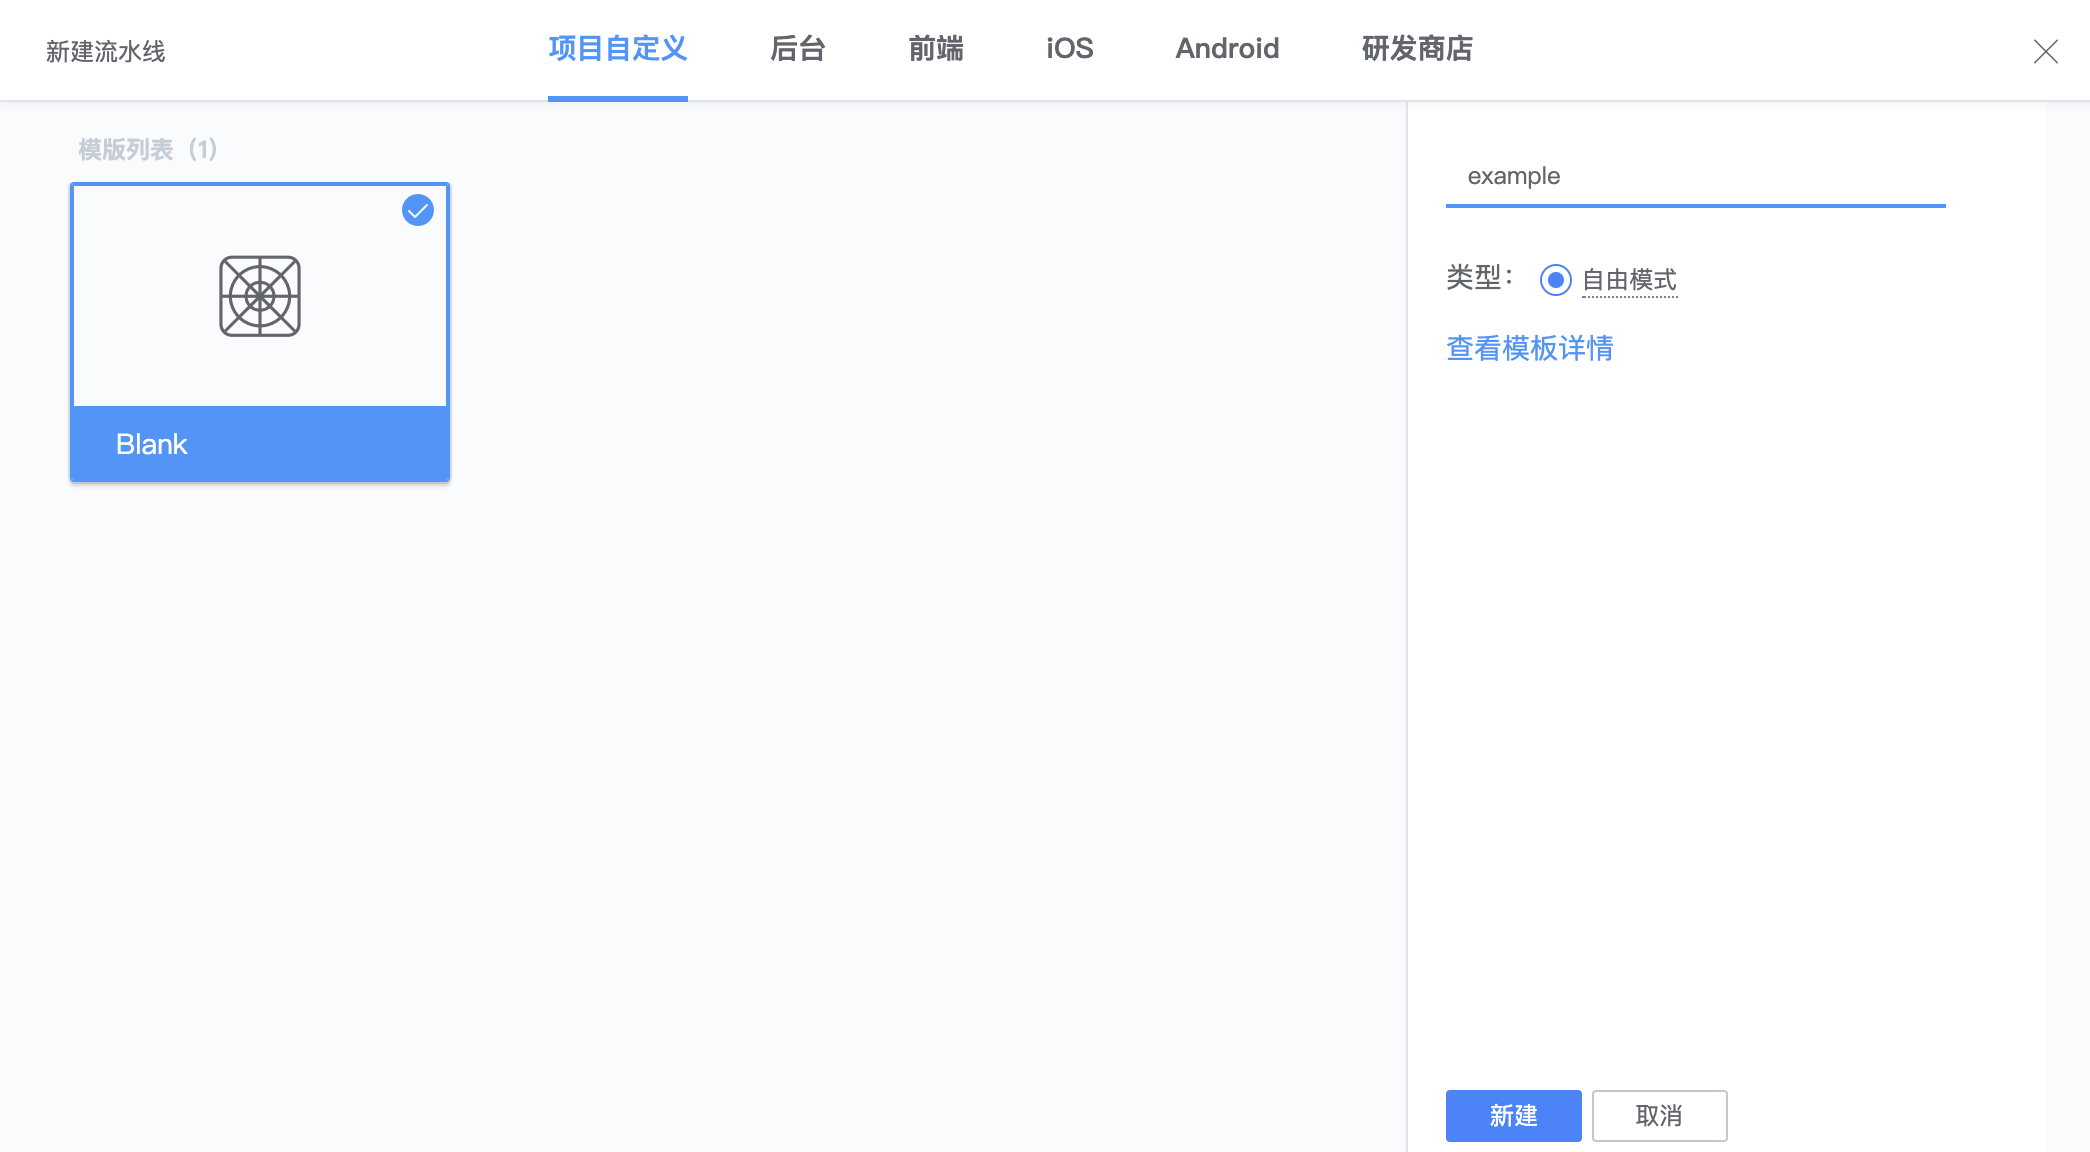 新建流水线
项目自定义 后台 前端 iOS Android 研发商店
模版列表（1）
Blank
example
类型： 自由模式
查看模板详情
新建 取消